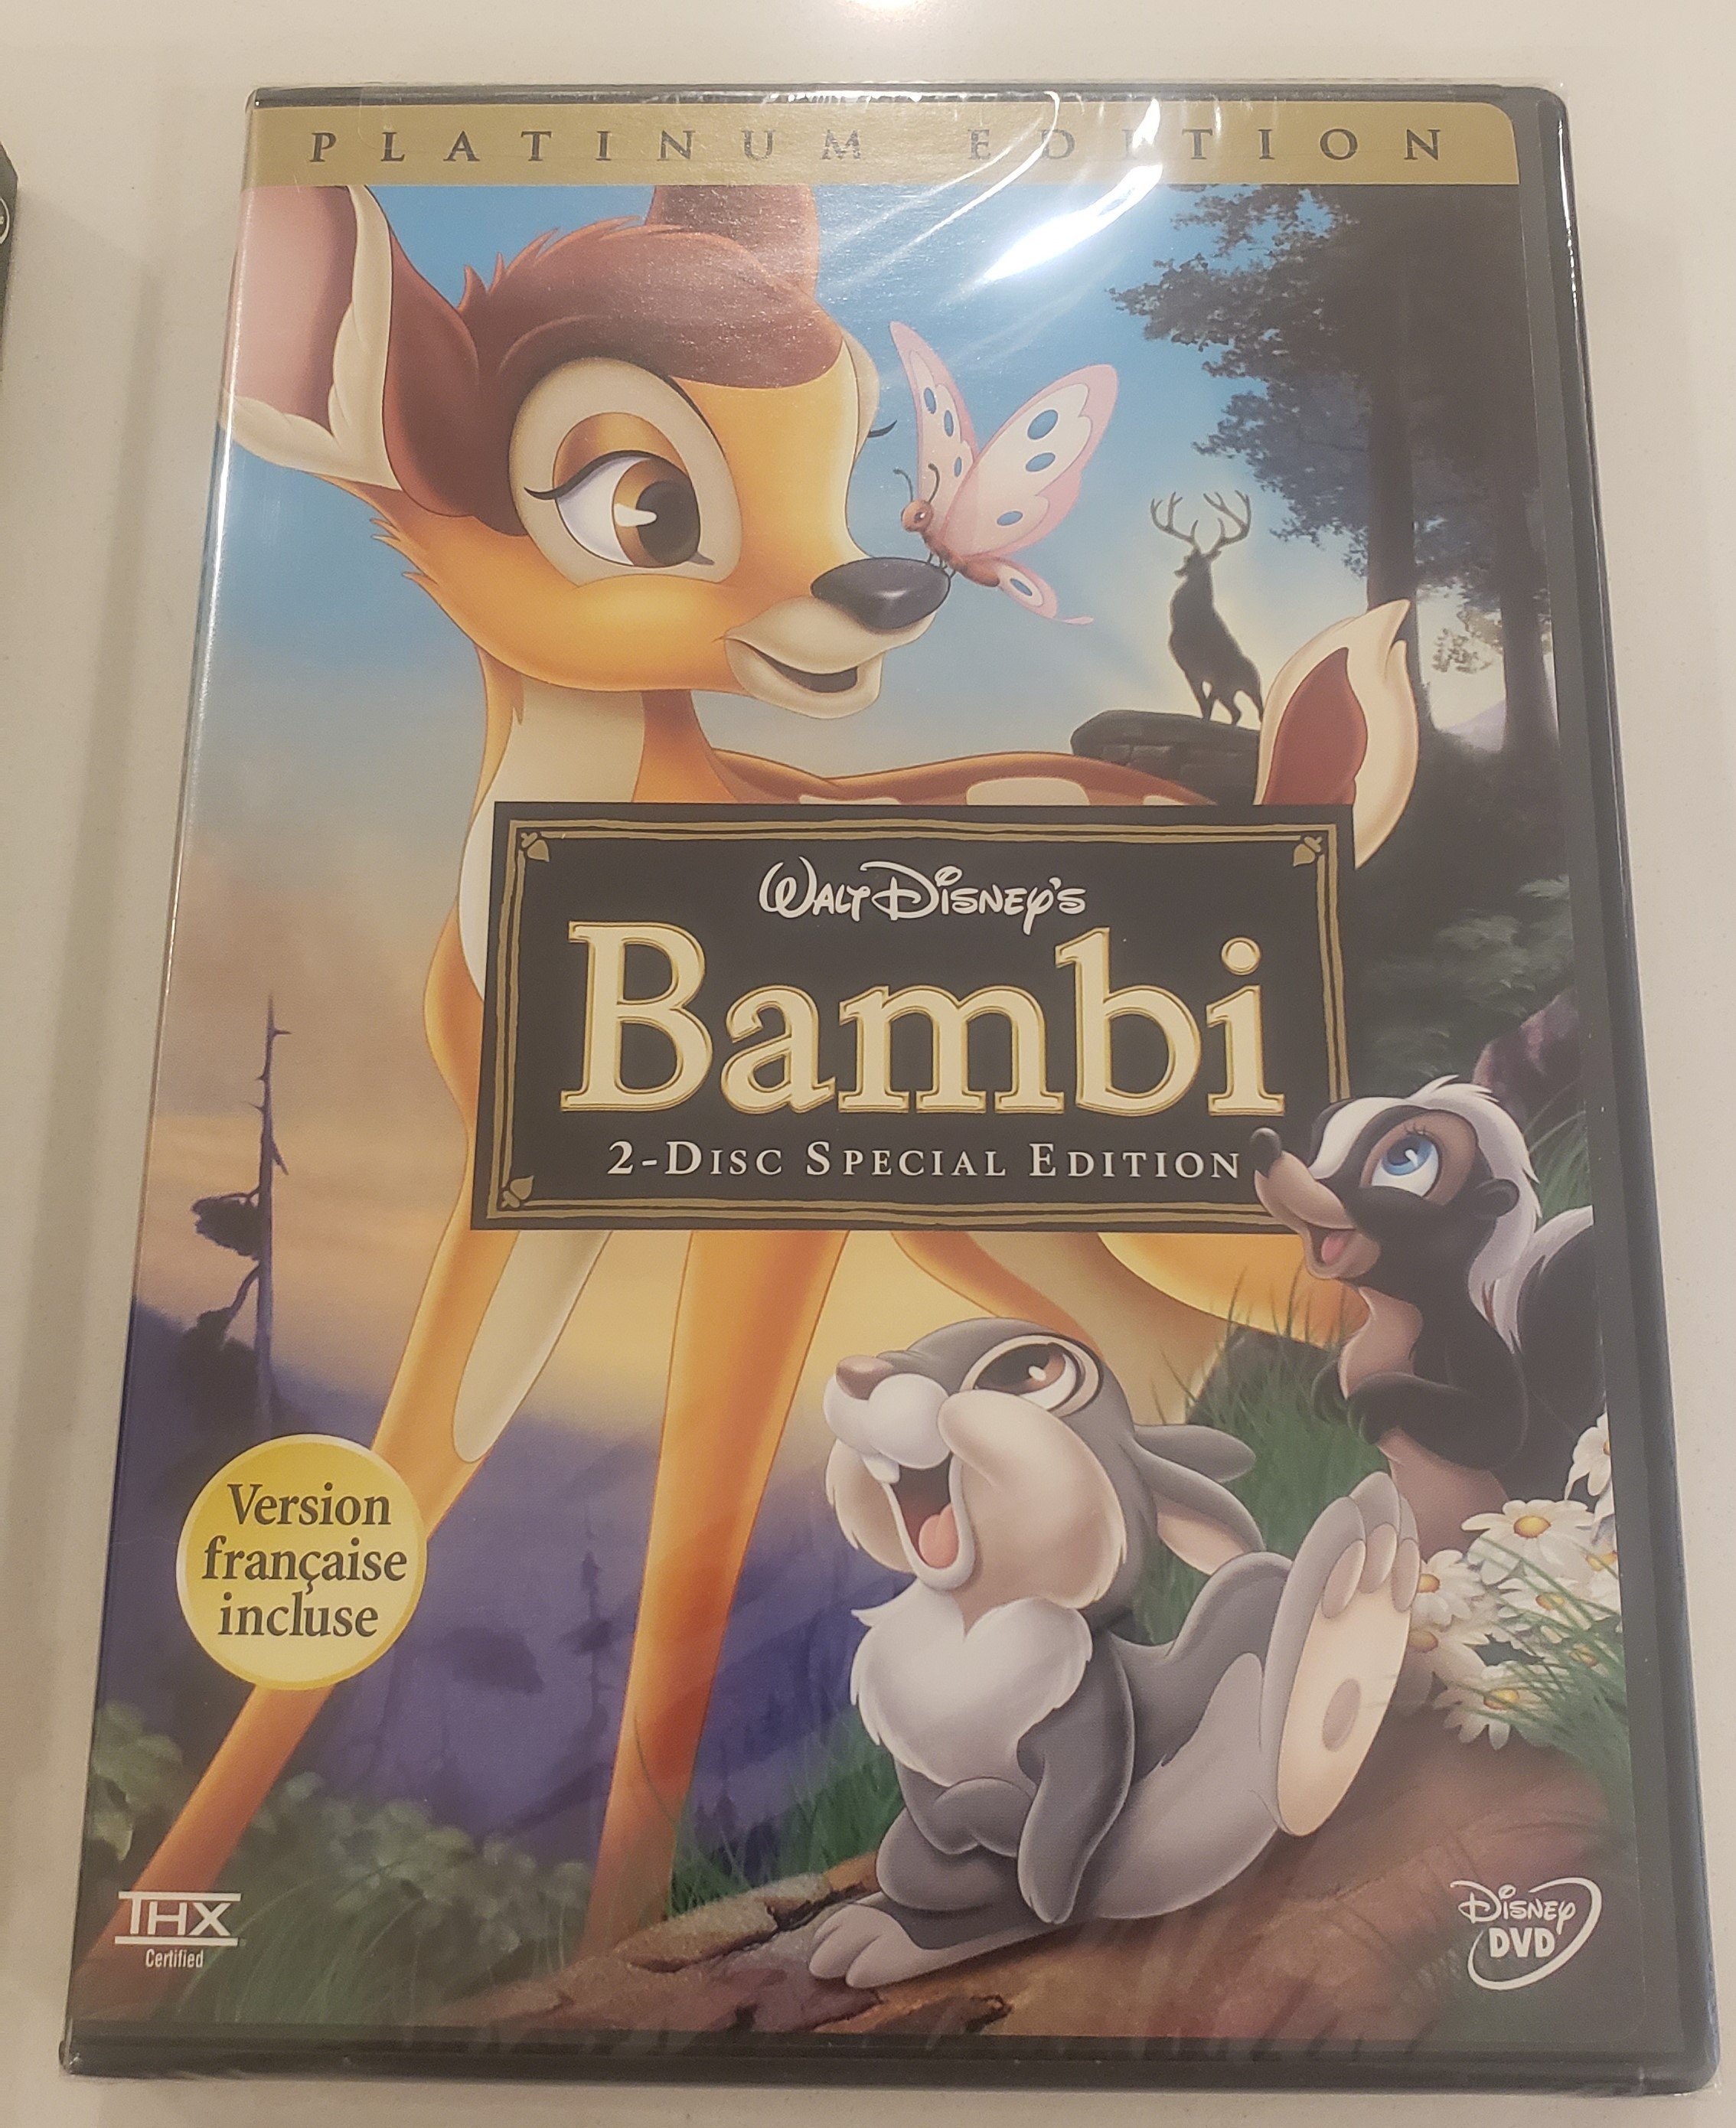 PLATINUM EDITION
WALT DISNEY'S
Bambi
2-DISC SPECIAL EDITION
Version
française
incluse
THX
Certified
DISNEY
DVD